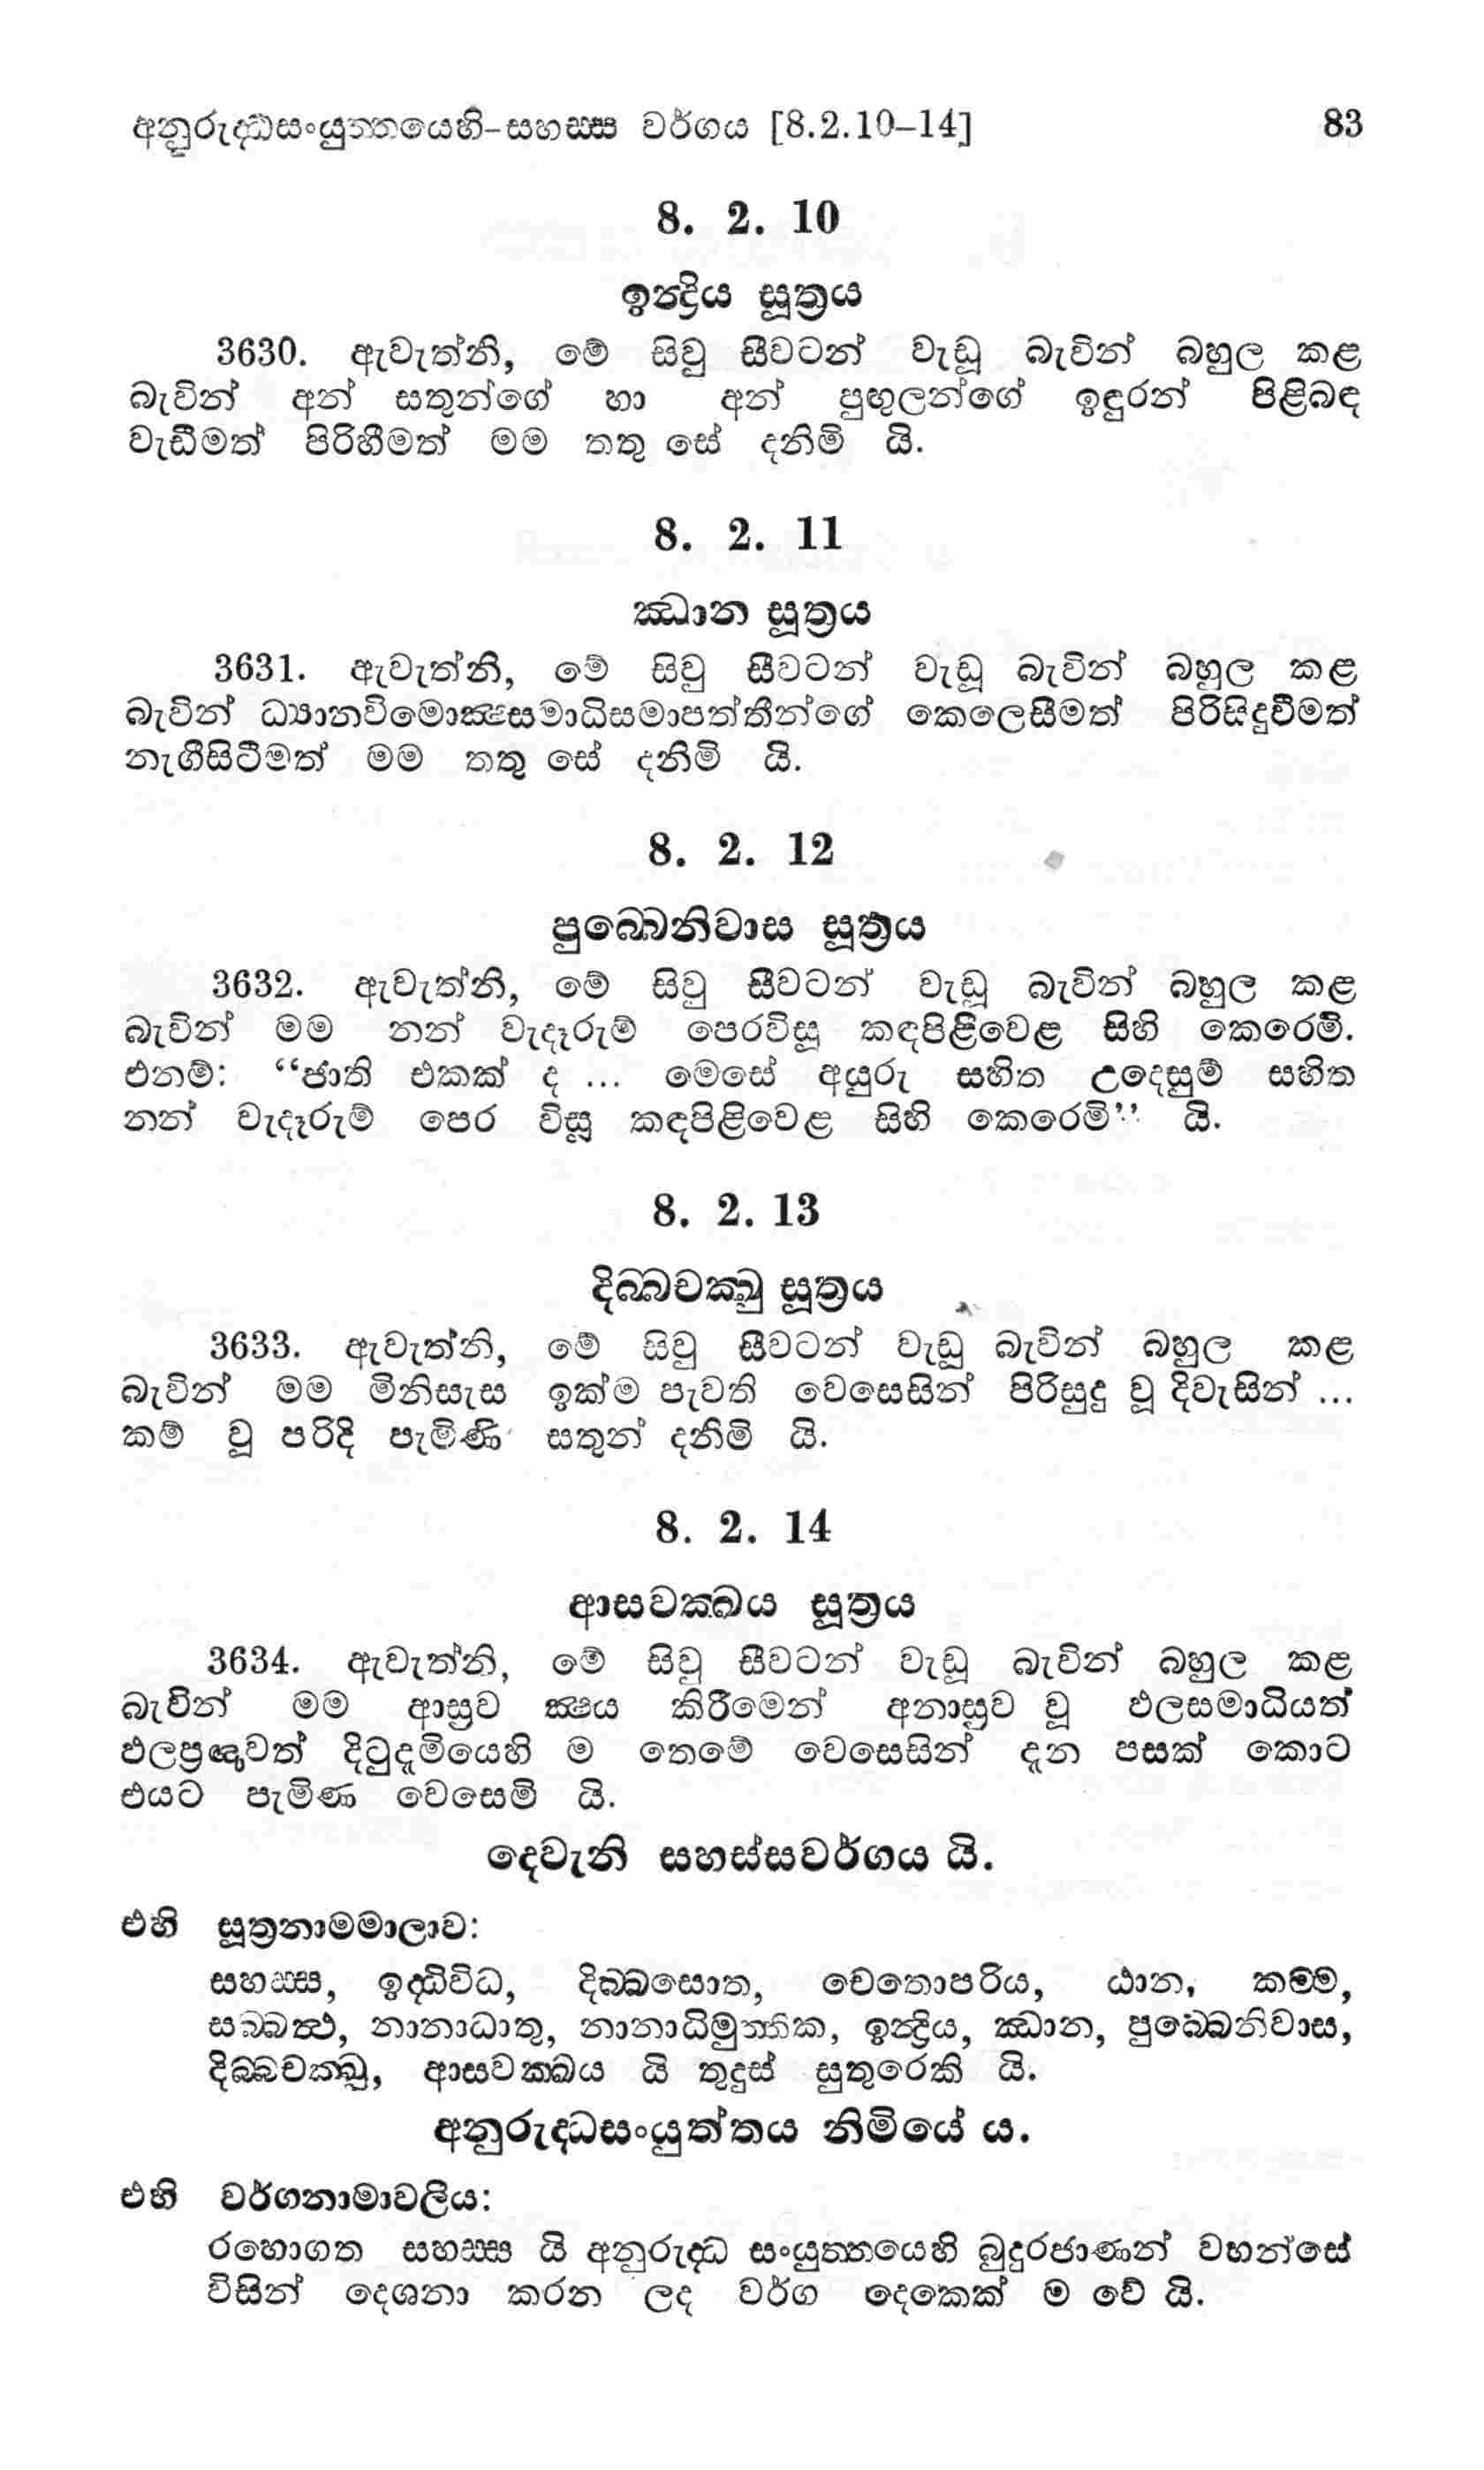 අනුරුද්ධසංයුත්තයෙහි-සහස්ස වර්ගය [8.2.10–14] 83
8. 2. 10
ඉන්ද්‍රිය සූත්‍රය
3630. ඇවැත්නි, මේ සිවු සීවටන් වැඩූ බැවින් බහුල කළ
බැවින් අන් සතුන්ගේ හා අන් පුඟුලන්ගේ ඉඳුරන් පිළිබඳ
වැඩීමත් පිරිහීමත් මම තතු සේ දනිමි යි.
8. 2. 11
ඣාන සූත්‍රය
3631. ඇවැත්නි, මේ සිවු සීවටන් වැඩූ බැවින් බහුල කළ
බැවින් ධ්‍යානවිමොක්‍ෂසමාධිසමාපත්තීන්ගේ කෙලෙසීමත් පිරිසිදුවීමත්
නැගීසිටීමත් මම තතු සේ දනිමි යි.
8. 2. 12
පුබ්බෙනිවාස සූත්‍රය
3632. ඇවැත්නි, මේ සිවු සීවටන් වැඩූ බැවින් බහුල කළ
බැවින් මම නන් වැදෑරුම් පෙරවිසූ කඳපිළිවෙළ සිහි කෙරෙමි.
එනම්: “ජාති එකක් ද ... මෙසේ අයුරු සහිත උදෙසුම් සහිත
නන් වැදෑරුම් පෙර විසූ කඳපිළිවෙළ සිහි කෙරෙමි” යි.
8. 2. 13
දිබ්බචක්ඛු සූත්‍රය
3633. ඇවැත්නි, මේ සිවු සීවටන් වැඩූ බැවින් බහුල කළ
බැවින් මම මිනිසැස ඉක්ම පැවති වෙසෙසින් පිරිසුදු වූ දිවැසින් ...
කම් වූ පරිදි පැමිණි සතුන් දනිමි යි.
8. 2. 14
ආසවක්ඛය සූත්‍රය
3634. ඇවැත්නි, මේ සිවු සීවටන් වැඩූ බැවින් බහුල කළ
බැවින් මම ආස්‍රව ක්‍ෂය කිරීමෙන් අනාස්‍රව වූ ඵලසමාධියත්
ඵලප්‍රඥාවත් දිටුදැමියෙහි ම තෙමේ වෙසෙසින් දැන පසක් කොට
එයට පැමිණ වෙසෙමි යි.
දෙවැනි සහස්සවර්ගය යි.
එහි සූත්‍රනාමමාලාව:
සහස්ස, ඉද්ධිවිධ, දිබ්බසොත, චෙතොපරිය, ඨාන, කම්ම,
සබ්බත්ථ, නානාධාතු, නානාධිමුත්තික, ඉන්ද්‍රිය, ඣාන, පුබ්බෙනිවාස,
දිබ්බචක්ඛු, ආසවක්ඛය යි තුදුස් සුතුරෙකි යි.
අනුරුද්ධසංයුත්තය නිමියේ ය.
එහි වර්ගනාමාවලිය:
රහොගත සහස්ස යි අනුරුද්ධ සංයුත්තයෙහි බුදුරජාණන් වහන්සේ
විසින් දෙශනා කරන ලද වර්ග දෙකෙක් ම වේ යි.